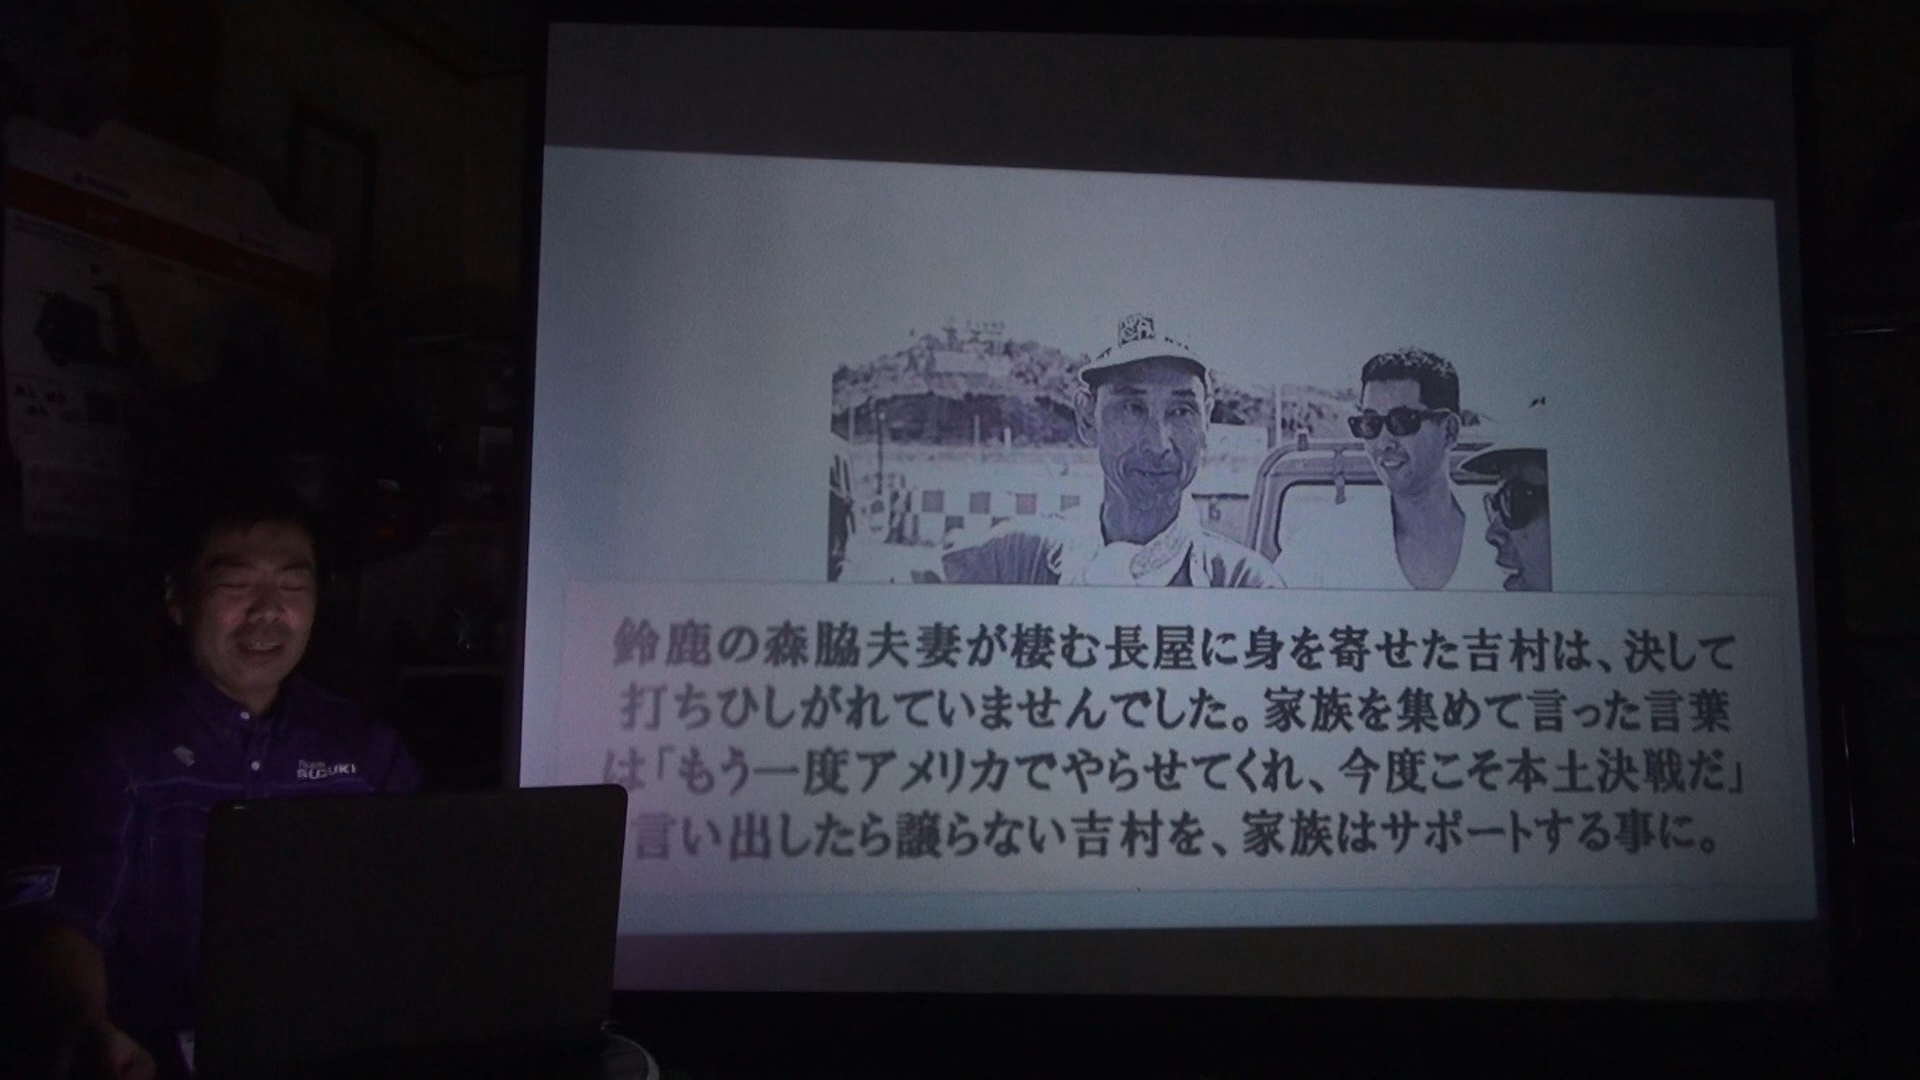 鈴鹿の森脇夫妻が棲む長屋に身を寄せた吉村は、決して
打ちひしがれていませんでした。家族を集めて言った言葉
は「もう一度アメリカでやらせてくれ、今度こそ本土決戦だ」
言い出したら譲らない吉村を、家族はサポートする事に。
Team
SUZUKI